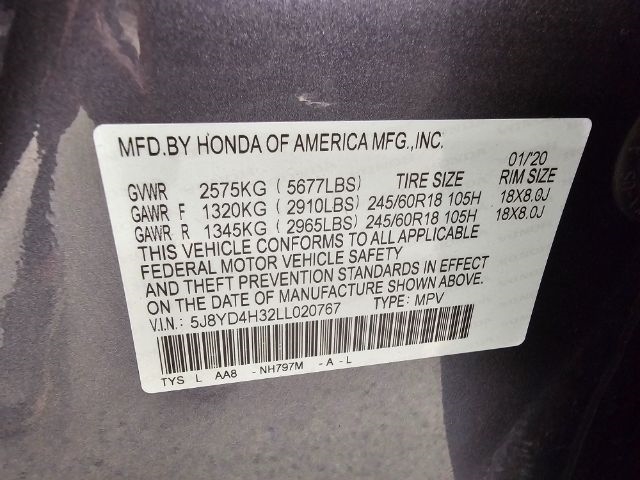 MFD.BY HONDA OF AMERICA MFG.,INC.
01/'20
TIRE SIZE RIM SIZE
GVWR 2575KG (5677LBS)
GAWR F 1320KG (2910LBS) 245/60R18 105H 18X8.0J
GAWR R 1345KG (2965LBS) 245/60R18 105H 18X8.0J
THIS VEHICLE CONFORMS TO ALL APPLICABLE
FEDERAL MOTOR VEHICLE SAFETY
AND THEFT PREVENTION STANDARDS IN EFFECT
ON THE DATE OF MANUFACTURE SHOWN ABOVE.
V.I.N.: 5J8YD4H32LL020767 TYPE: MPV
TYS L AA8 - NH797M - A - L